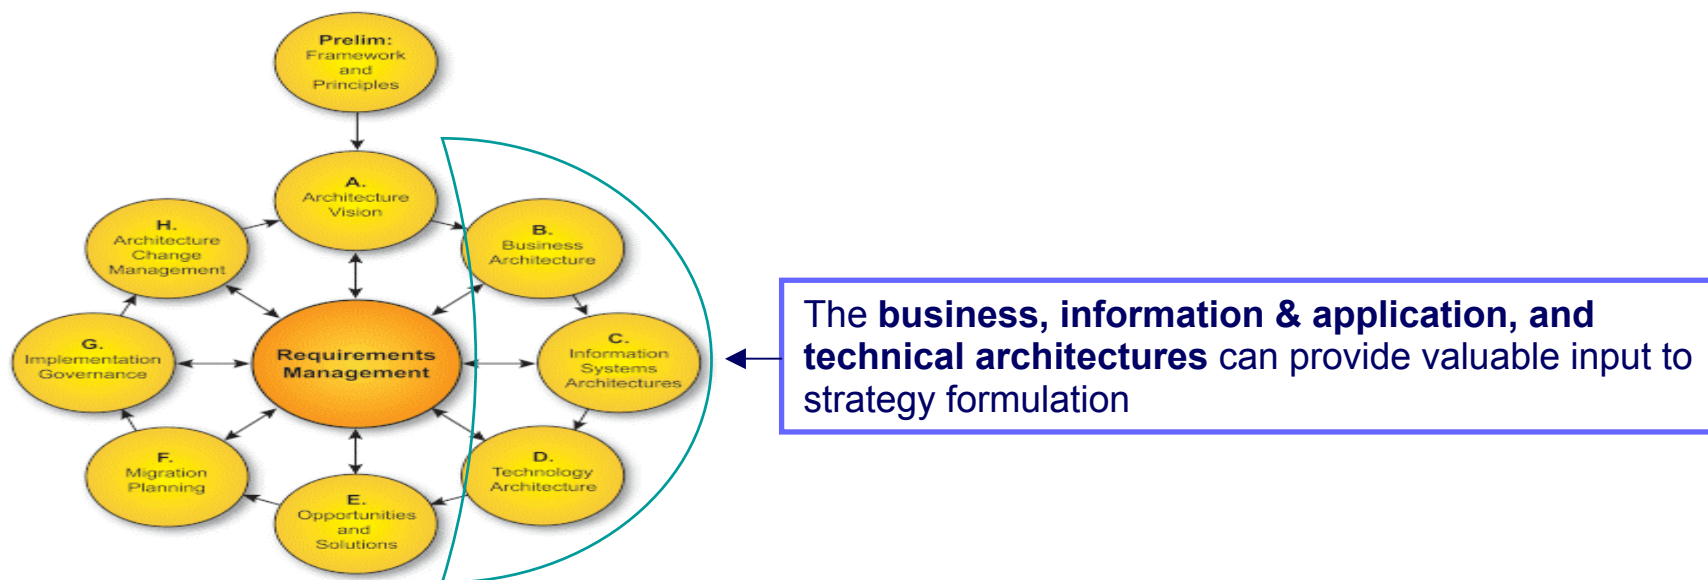 Prelim:
Framework
and
Principles
A.
Architecture
Vision
H.
Architecture
Change
Management
B.
Business
Architecture
G.
Implementation
Governance
Requirements
Management
C.
Information
Systems
Architectures
The business, information & application, and
technical architectures can provide valuable input to
strategy formulation
F.
Migration
Planning
E.
Opportunities
and
Solutions
D.
Technology
Architecture